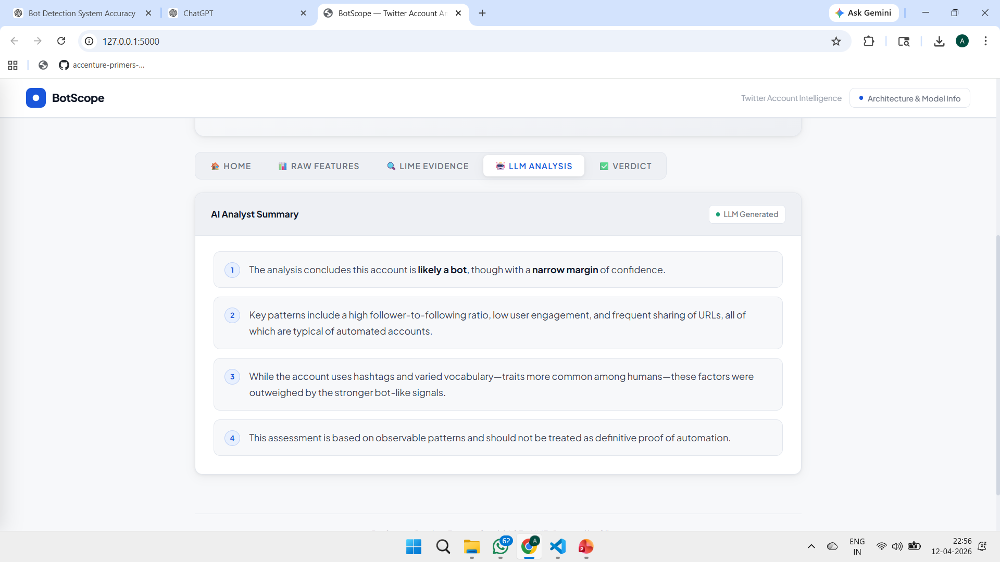 Bot Detection System Accuracy
ChatGPT
BotScope — Twitter Account Ar
Ask Gemini
127.0.0.1:5000
A
accenture-primers-...
BotScope
Twitter Account Intelligence
Architecture & Model Info
HOME
RAW FEATURES
LIME EVIDENCE
LLM ANALYSIS
VERDICT
AI Analyst Summary
LLM Generated
1 The analysis concludes this account is likely a bot, though with a narrow margin of confidence.
2 Key patterns include a high follower-to-following ratio, low user engagement, and frequent sharing of URLs, all of
which are typical of automated accounts.
3 While the account uses hashtags and varied vocabulary—traits more common among humans—these factors were
outweighed by the stronger bot-like signals.
4 This assessment is based on observable patterns and should not be treated as definitive proof of automation.
62
A
P
ENG
IN
22:56
12-04-2026